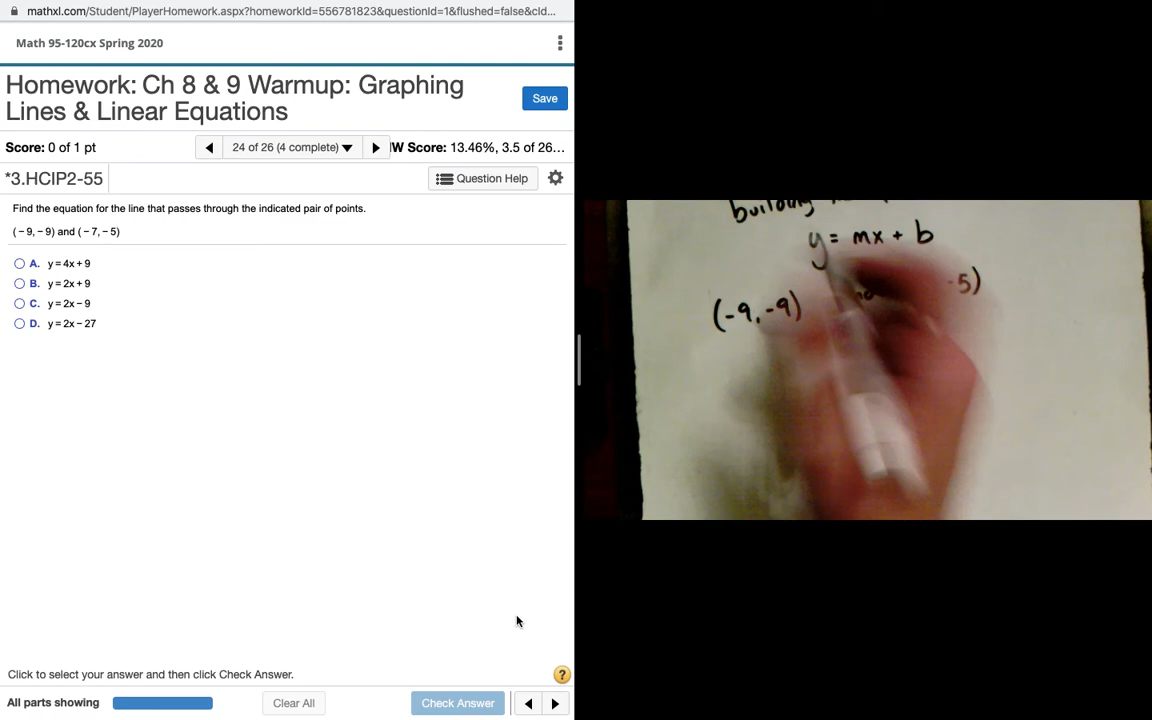 mathxl.com/Student/PlayerHomework.aspx?homeworkId=556781823&questionId=1&flushed=false&cId...
Math 95-120cx Spring 2020
Homework: Ch 8 & 9 Warmup: Graphing
Lines & Linear Equations
Save
Score: 0 of 1 pt
24 of 26 (4 complete)
W Score: 13.46%, 3.5 of 26...
*3.HCIP2-55
Question Help
Find the equation for the line that passes through the indicated pair of points.
(−9,−9) and (−7,−5)
A. y=4x+9
B. y=2x+9
C. y=2x−9
D. y=2x−27
Click to select your answer and then click Check Answer.
?
All parts showing
Clear All
Check Answer
building
y = mx + b
(-9,-9)
-5)